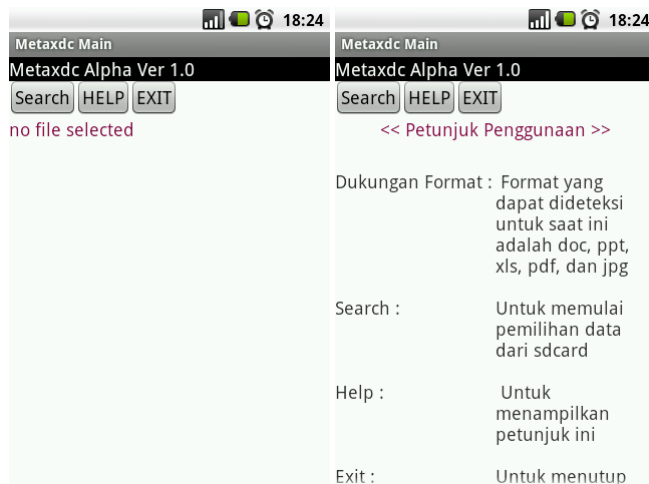 18:24
Metaxdc Main
Metaxdc Alpha Ver 1.0
Search HELP EXIT
no file selected
18:24
Metaxdc Main
Metaxdc Alpha Ver 1.0
Search HELP EXIT
<< Petunjuk Penggunaan >>
Dukungan Format : Format yang
dapat dideteksi
untuk saat ini
adalah doc, ppt,
xls, pdf, dan jpg
Search : Untuk memulai
pemilihan data
dari sdcard
Help : Untuk
menampilkan
petunjuk ini
Exit : Untuk menutup